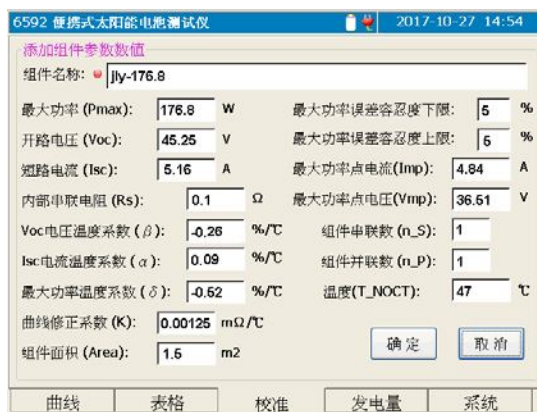 6592 便携式太阳能电池测试仪 2017-10-27 14:54
添加组件参数数值
组件名称: jly-176.8
最大功率 (Pmax): 176.8 W 最大功率误差容忍度下限: 5 %
开路电压 (Voc): 45.25 V 最大功率误差容忍度上限: 5 %
短路电流 (Isc): 5.16 A 最大功率点电流(Imp): 4.84 A
内部串联电阻 (Rs): 0.1 Ω 最大功率点电压(Vmp): 36.51 V
Voc电压温度系数 (β): -0.26 %/℃ 组件串联数 (n_S): 1
Isc电流温度系数 (α): 0.09 %/℃ 组件并联数 (n_P): 1
最大功率温度系数 (δ): -0.52 %/℃ 温度(T_NOCT): 47 ℃
曲线修正系数 (K): 0.00125 mΩ/℃
组件面积 (Area): 1.5 m2
确定 取消
曲线 表格 校准 发电量 系统